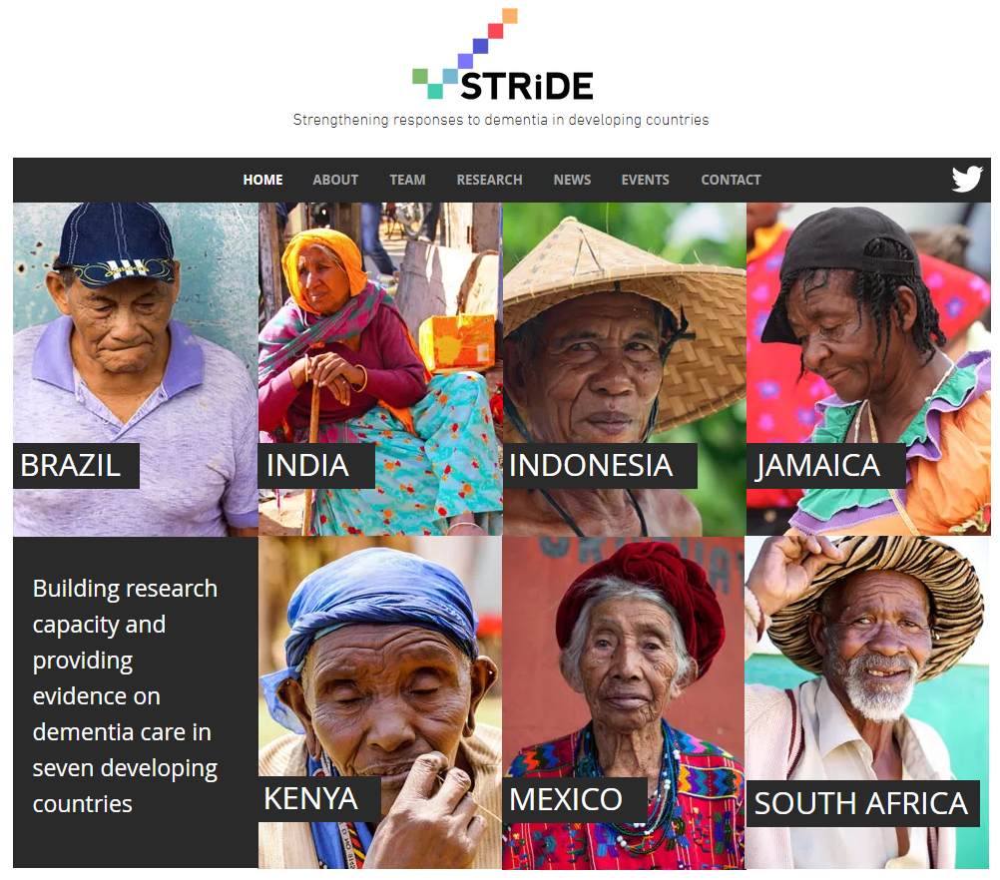 STRiDE
Strengthening responses to dementia in developing countries
HOME ABOUT TEAM RESEARCH NEWS EVENTS CONTACT
BRAZIL
INDIA
INDONESIA
JAMAICA
Building research
capacity and
providing
evidence on
dementia care in
seven developing
countries
KENYA
MEXICO
SOUTH AFRICA